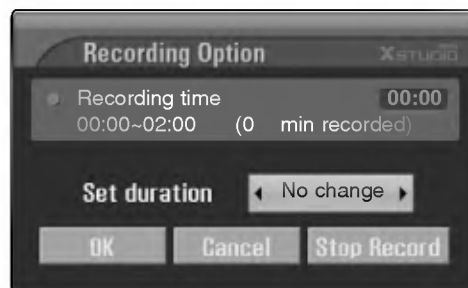 Recording Option XSTUDIO
Recording time 00:00
00:00~02:00 (0 min recorded)
Set duration No change
OK Cancel Stop Record